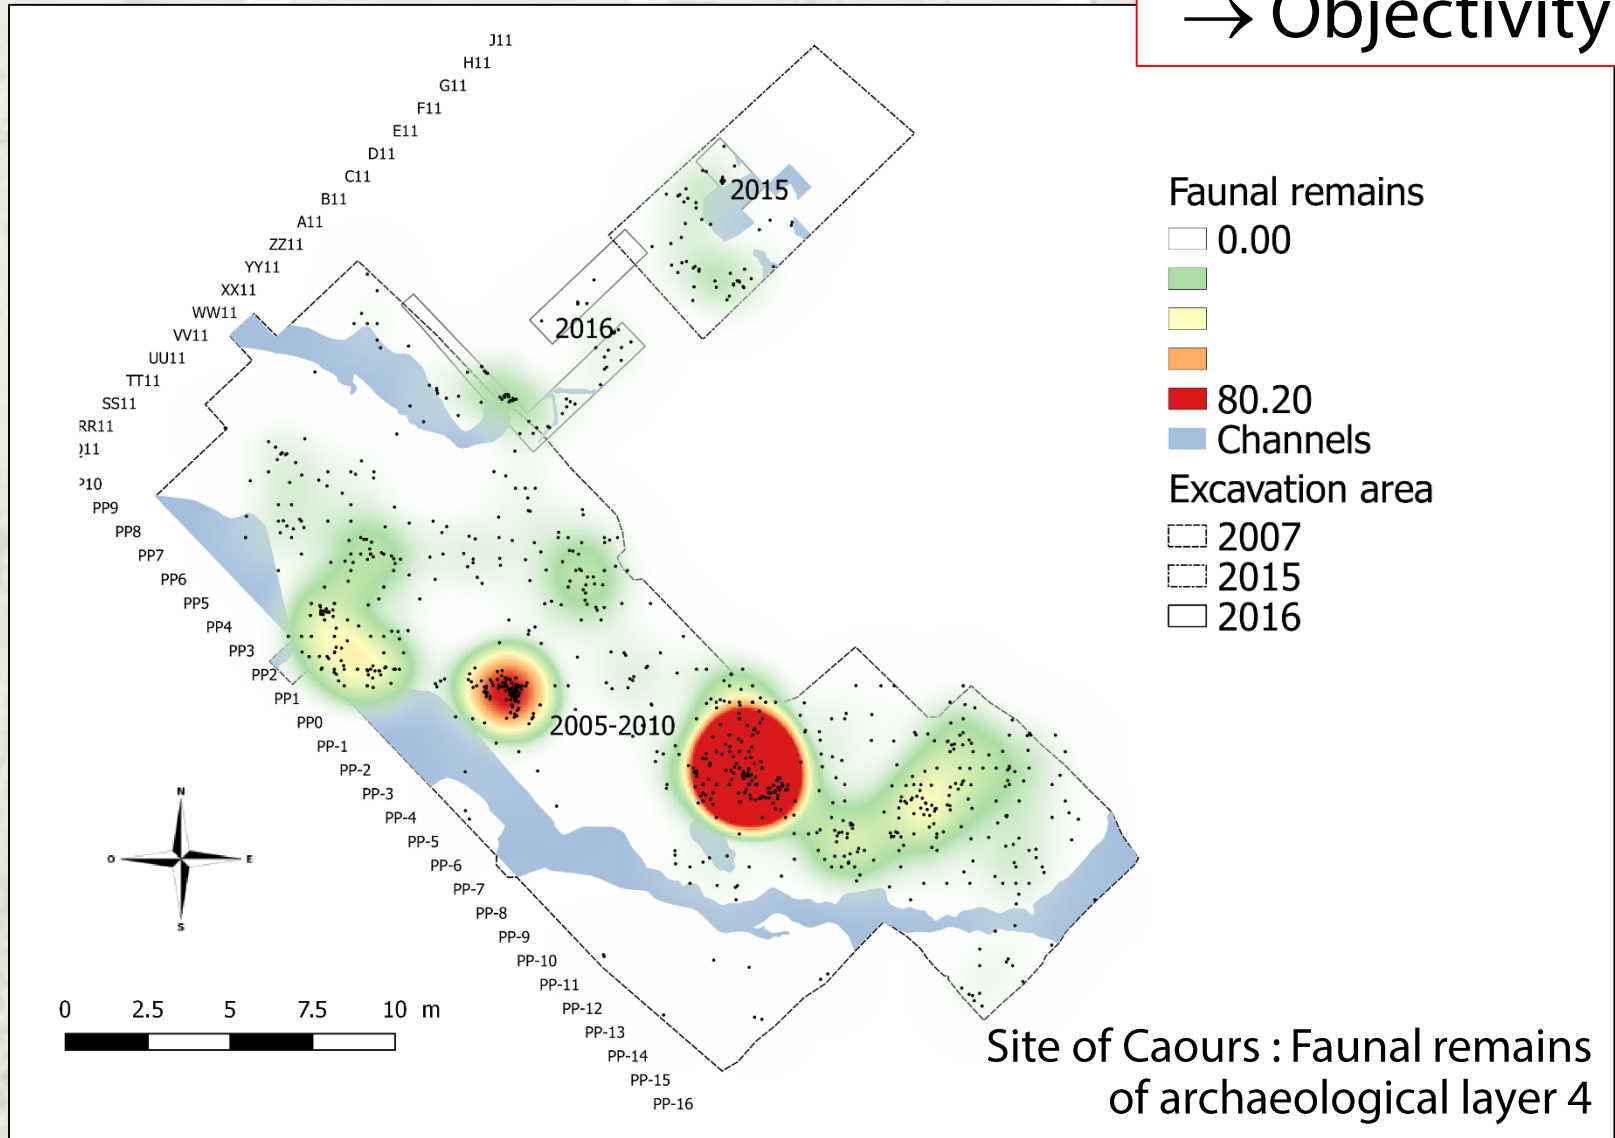 → Objectivity
J11
H11
G11
F11
E11
D11
C11
B11
A11
ZZ11
YY11
XX11
WW11
VV11
UU11
TT11
SS11
RR11
PP9
PP8
PP7
PP6
PP5
PP4
PP3
PP2
PP1
PP0
PP-1
PP-2
PP-3
PP-4
PP-5
PP-6
PP-7
PP-8
PP-9
PP-10
PP-11
PP-12
PP-13
PP-14
PP-15
PP-16
2015
2016
2005-2010
Faunal remains
0.00
80.20
Channels
Excavation area
2007
2015
2016
N
O E
S
0 2.5 5 7.5 10 m
Site of Caours : Faunal remains
of archaeological layer 4